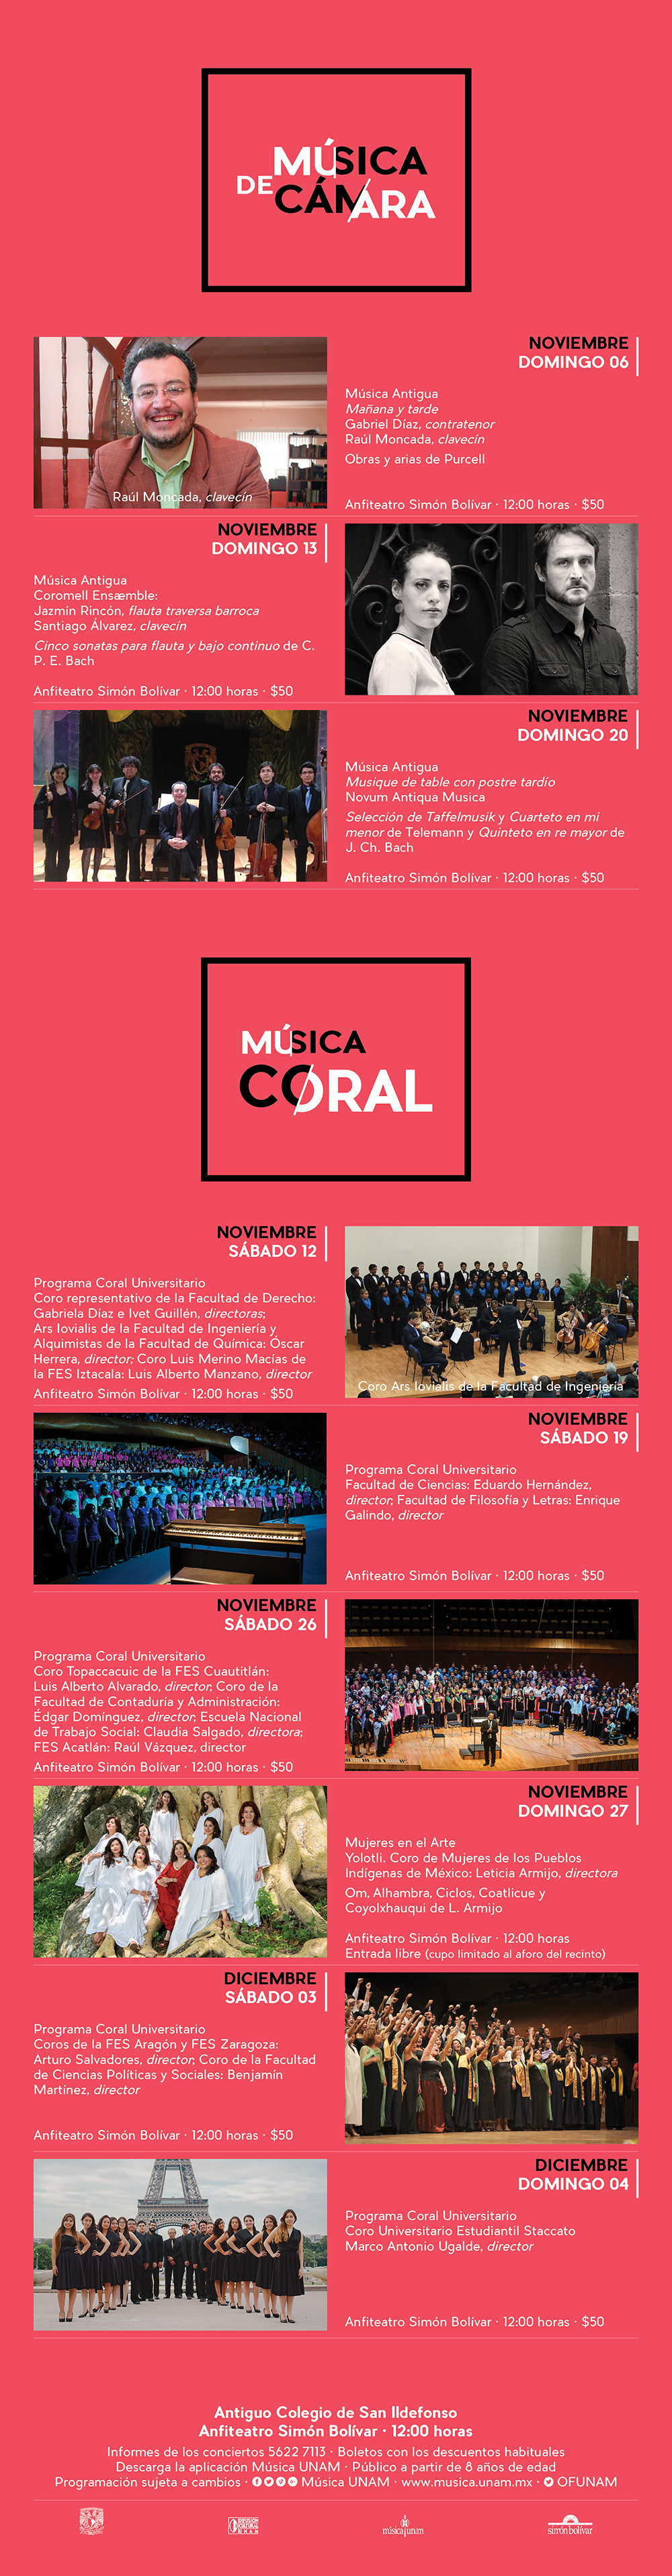 MÚSICA
DE CÁMARA
Raúl Moncada, clavecín
NOVIEMBRE
DOMINGO 06
Música Antigua
Mañana y tarde
Gabriel Díaz, contratenor
Raúl Moncada, clavecín
Obras y arias de Purcell
Anfiteatro Simón Bolívar · 12:00 horas · $50
NOVIEMBRE
DOMINGO 13
Música Antigua
Coromell Ensæmble:
Jazmín Rincón, flauta traversa barroca
Santiago Álvarez, clavecín
Cinco sonatas para flauta y bajo continuo de C.
P. E. Bach
Anfiteatro Simón Bolívar · 12:00 horas · $50
NOVIEMBRE
DOMINGO 20
Música Antigua
Musique de table con postre tardío
Novum Antiqua Musica
Selección de Taffelmusik y Cuarteto en mi
menor de Telemann y Quinteto en re mayor de
J. Ch. Bach
Anfiteatro Simón Bolívar · 12:00 horas · $50
MÚSICA
CORAL
NOVIEMBRE
SÁBADO 12
Programa Coral Universitario
Coro representativo de la Facultad de Derecho:
Gabriela Díaz e Ivet Guillén, directoras;
Ars Iovialis de la Facultad de Ingeniería y
Alquimistas de la Facultad de Química: Óscar
Herrera, director; Coro Luis Merino Macías de
la FES Iztacala: Luis Alberto Manzano, director
Anfiteatro Simón Bolívar · 12:00 horas · $50
Coro Ars Iovialis de la Facultad de Ingeniería
NOVIEMBRE
SÁBADO 19
Programa Coral Universitario
Facultad de Ciencias: Eduardo Hernández,
director; Facultad de Filosofía y Letras: Enrique
Galindo, director
Anfiteatro Simón Bolívar · 12:00 horas · $50
NOVIEMBRE
SÁBADO 26
Programa Coral Universitario
Coro Topaccacuic de la FES Cuautitlán:
Luis Alberto Alvarado, director; Coro de la
Facultad de Contaduría y Administración:
Édgar Domínguez, director; Escuela Nacional
de Trabajo Social: Claudia Salgado, directora;
FES Acatlán: Raúl Vázquez, director
Anfiteatro Simón Bolívar · 12:00 horas · $50
NOVIEMBRE
DOMINGO 27
Mujeres en el Arte
Yolotli. Coro de Mujeres de los Pueblos
Indígenas de México: Leticia Armijo, directora
Om, Alhambra, Ciclos, Coatlicue y
Coyolxhauqui de L. Armijo
Anfiteatro Simón Bolívar · 12:00 horas
Entrada libre (cupo limitado al aforo del recinto)
DICIEMBRE
SÁBADO 03
Programa Coral Universitario
Coros de la FES Aragón y FES Zaragoza:
Arturo Salvadores, director; Coro de la Facultad
de Ciencias Políticas y Sociales: Benjamín
Martínez, director
Anfiteatro Simón Bolívar · 12:00 horas · $50
DICIEMBRE
DOMINGO 04
Programa Coral Universitario
Coro Universitario Estudiantil Staccato
Marco Antonio Ugalde, director
Anfiteatro Simón Bolívar · 12:00 horas · $50
Antiguo Colegio de San Ildefonso
Anfiteatro Simón Bolívar · 12:00 horas
Informes de los conciertos 5622 7113 · Boletos con los descuentos habituales
Descarga la aplicación Música UNAM · Público a partir de 8 años de edad
Programación sujeta a cambios · Música UNAM · www.musica.unam.mx · OFUNAM
DIFUSIÓN
CULTURAL
UNAM
música unam
simón bolívar